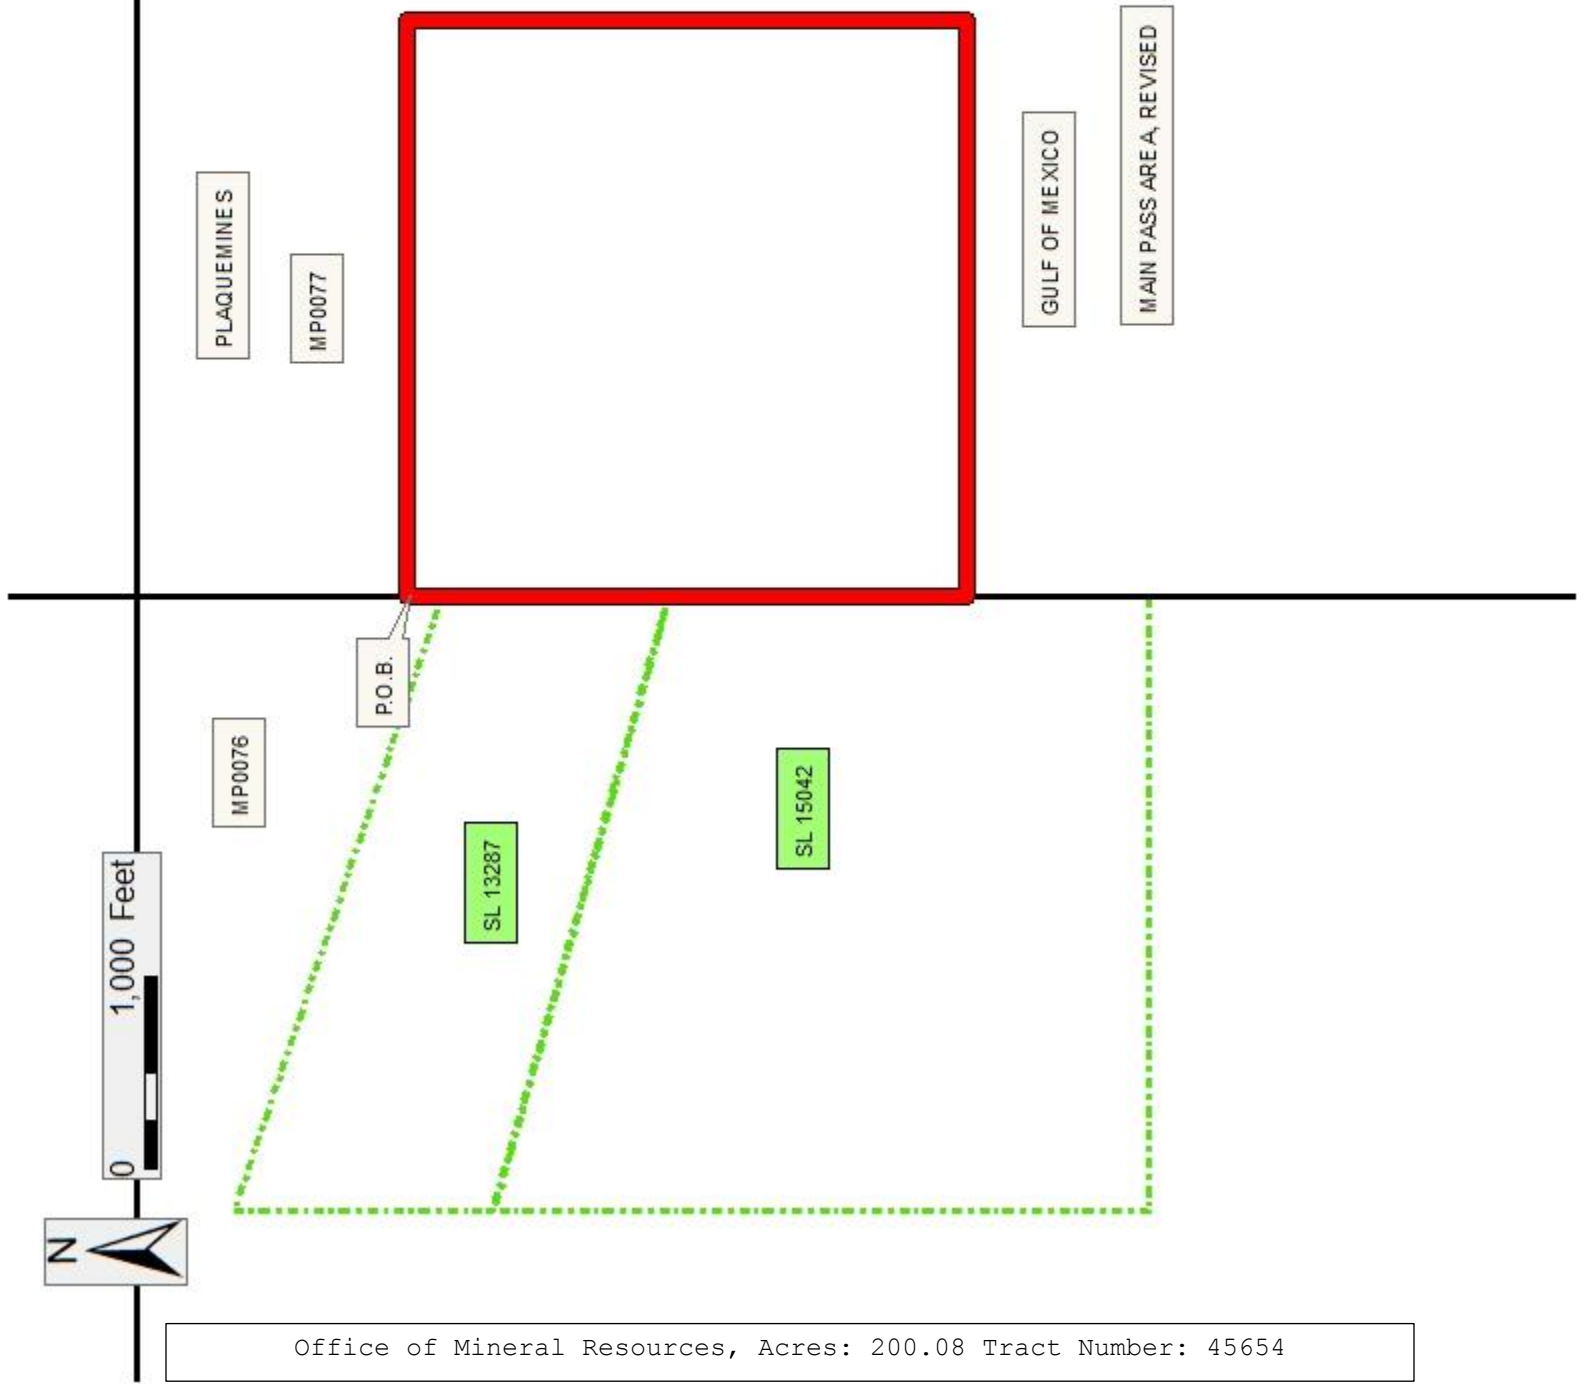 N
0 1,000 Feet
MP0076
PLAQUEMINES
MP0077
P.O.B.
SL 13287
SL 15042
GULF OF MEXICO
MAIN PASS AREA, REVISED
Office of Mineral Resources, Acres: 200.08 Tract Number: 45654